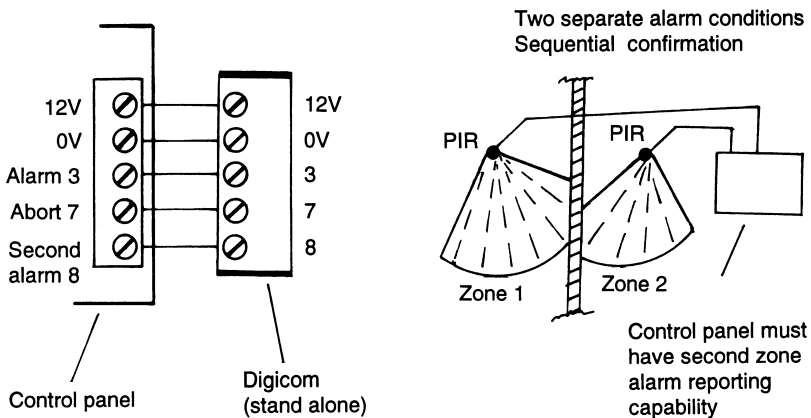 Two separate alarm conditions
Sequential confirmation
12V
0V
Alarm 3
Abort 7
Second
alarm 8
12V
0V
3
7
8
Control panel
Digicom
(stand alone)
PIR
PIR
Zone 1
Zone 2
Control panel must
have second zone
alarm reporting
capability